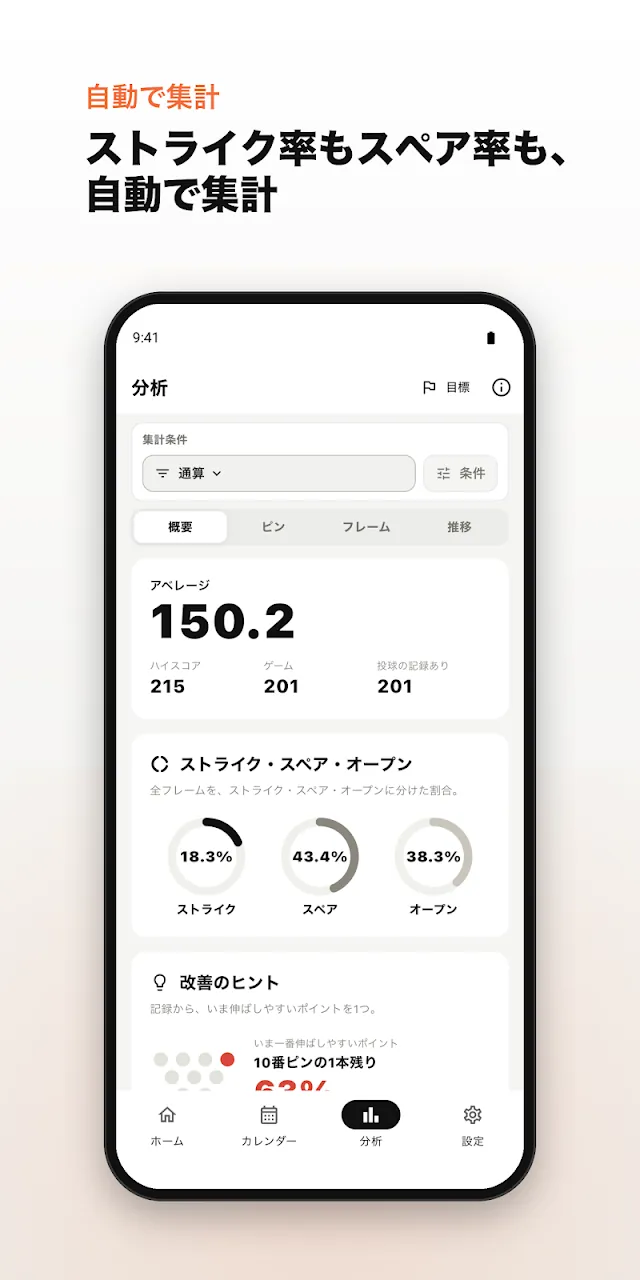 自動で集計
ストライク率もスペア率も、
自動で集計
9:41
分析
目標
集計条件
通算
条件
概要
ピン
フレーム
推移
アベレージ
150.2
ハイスコア
ゲーム
投球の記録あり
215
201
201
ストライク・スペア・オープン
全フレームを、ストライク・スペア・オープンに分けた割合。
18.3%
43.4%
38.3%
ストライク
スペア
オープン
改善のヒント
記録から、いま伸ばしやすいポイントを1つ。
いま一番伸ばしやすいポイント
10番ピンの1本残り
ホーム
カレンダー
分析
設定